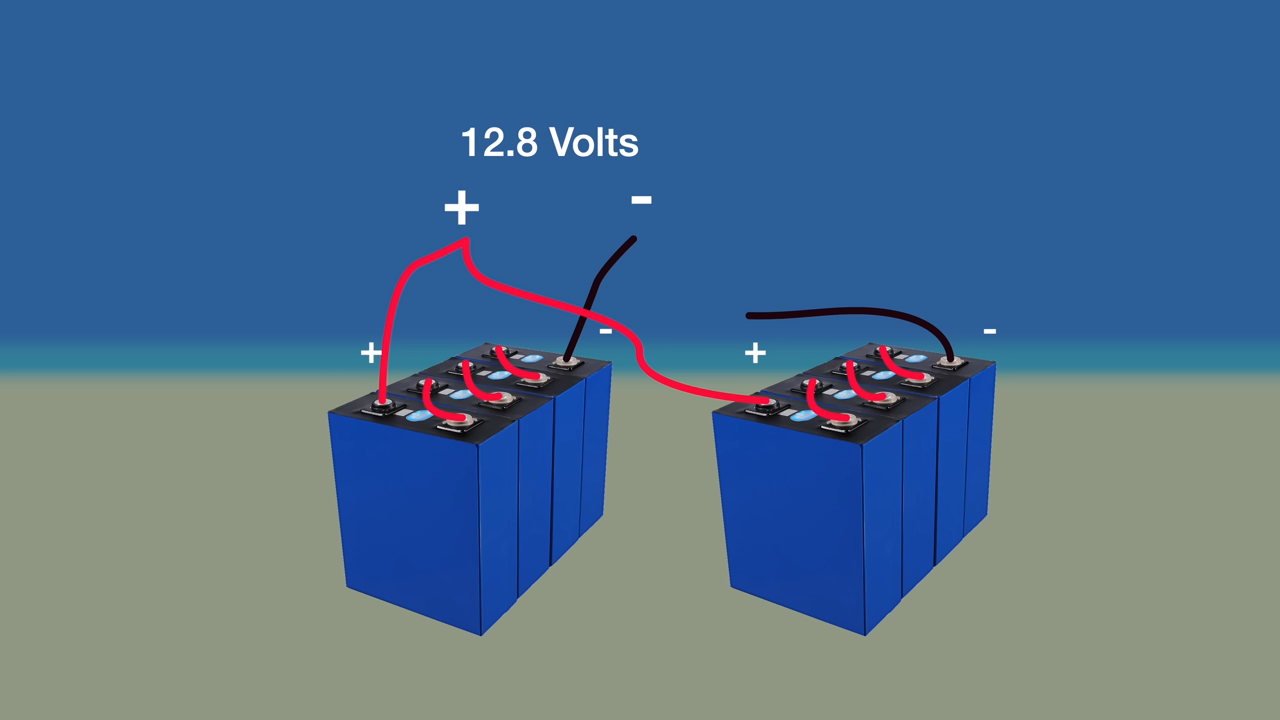 12.8 Volts
+ -
+ - + -